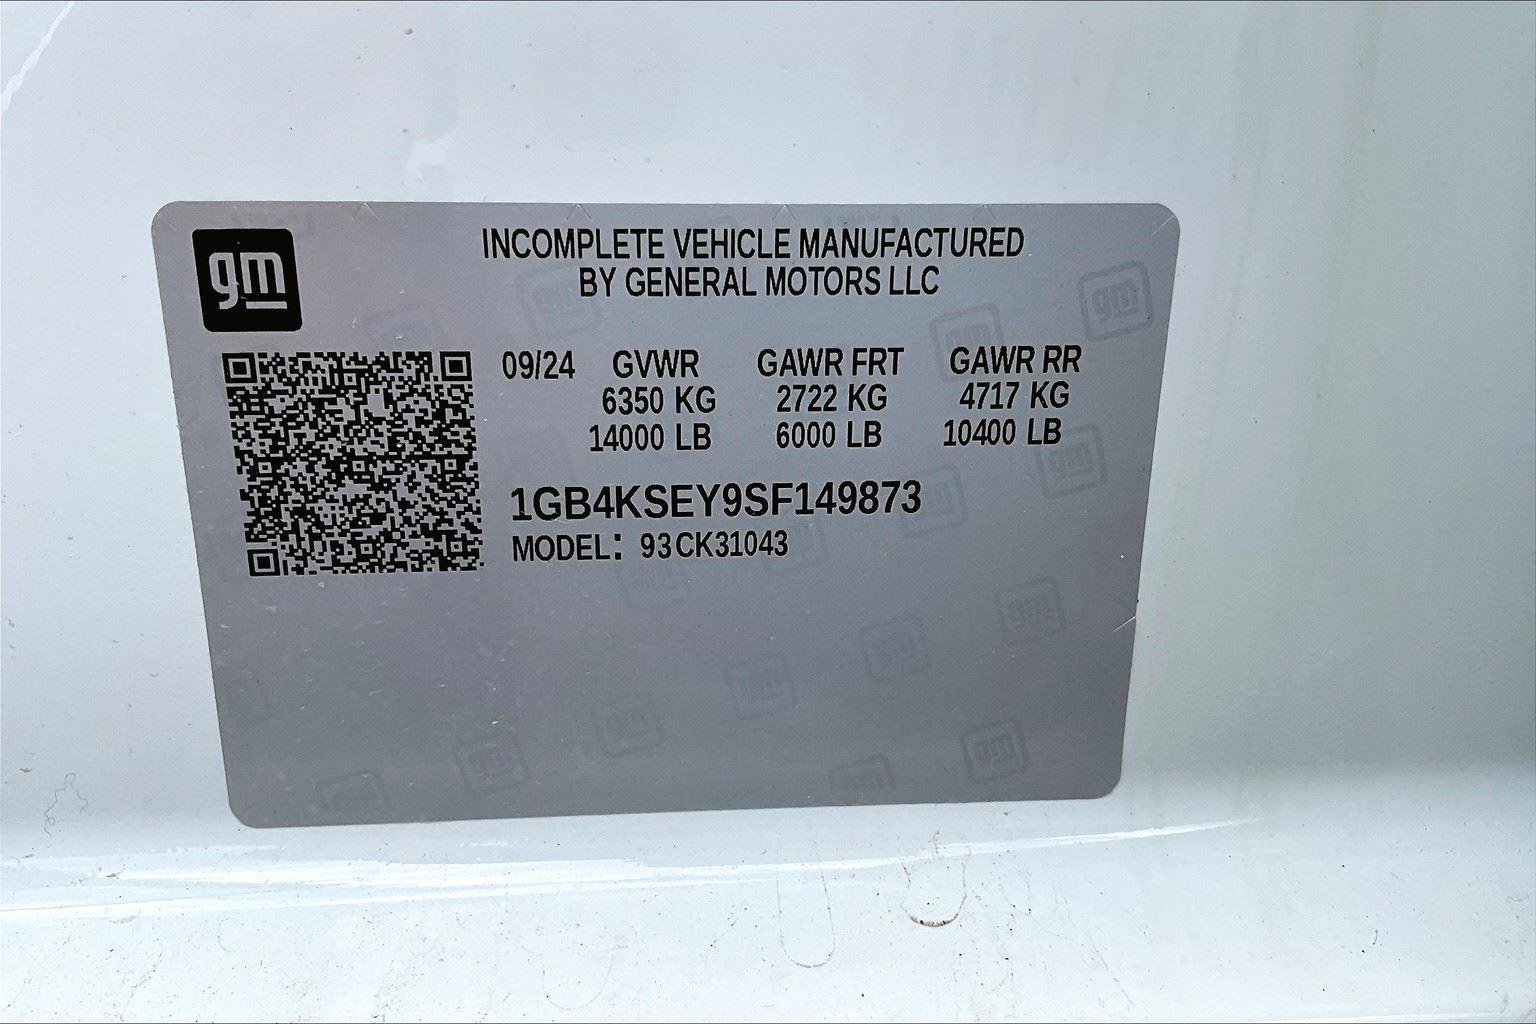 gm
INCOMPLETE VEHICLE MANUFACTURED
BY GENERAL MOTORS LLC
09/24 GVWR GAWR FRT GAWR RR
6350 KG 2722 KG 4717 KG
14000 LB 6000 LB 10400 LB
1GB4KSEY9SF149873
MODEL: 93CK31043